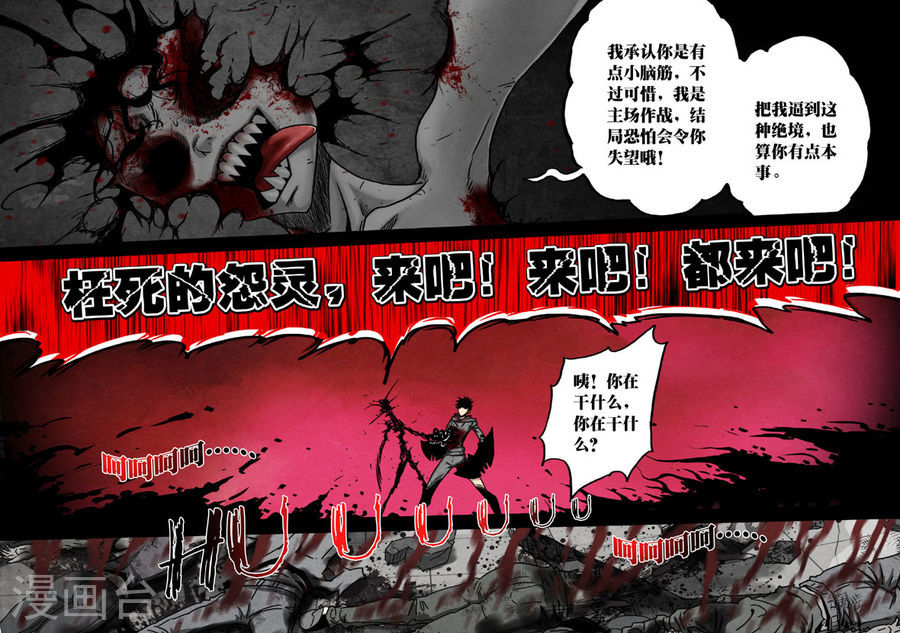 我承认你是有
点小脑筋，不
过可惜，我是
主场作战，结
局恐怕会令你
失望哦！
把我逼到这
种绝境，也
算你有点本
事。
枉死的怨灵，来吧！来吧！都来吧！
咦！你在
干什么，
你在干什
么？
呵呵呵呵……
HUUUUUUU
呵呵呵呵……
漫画台